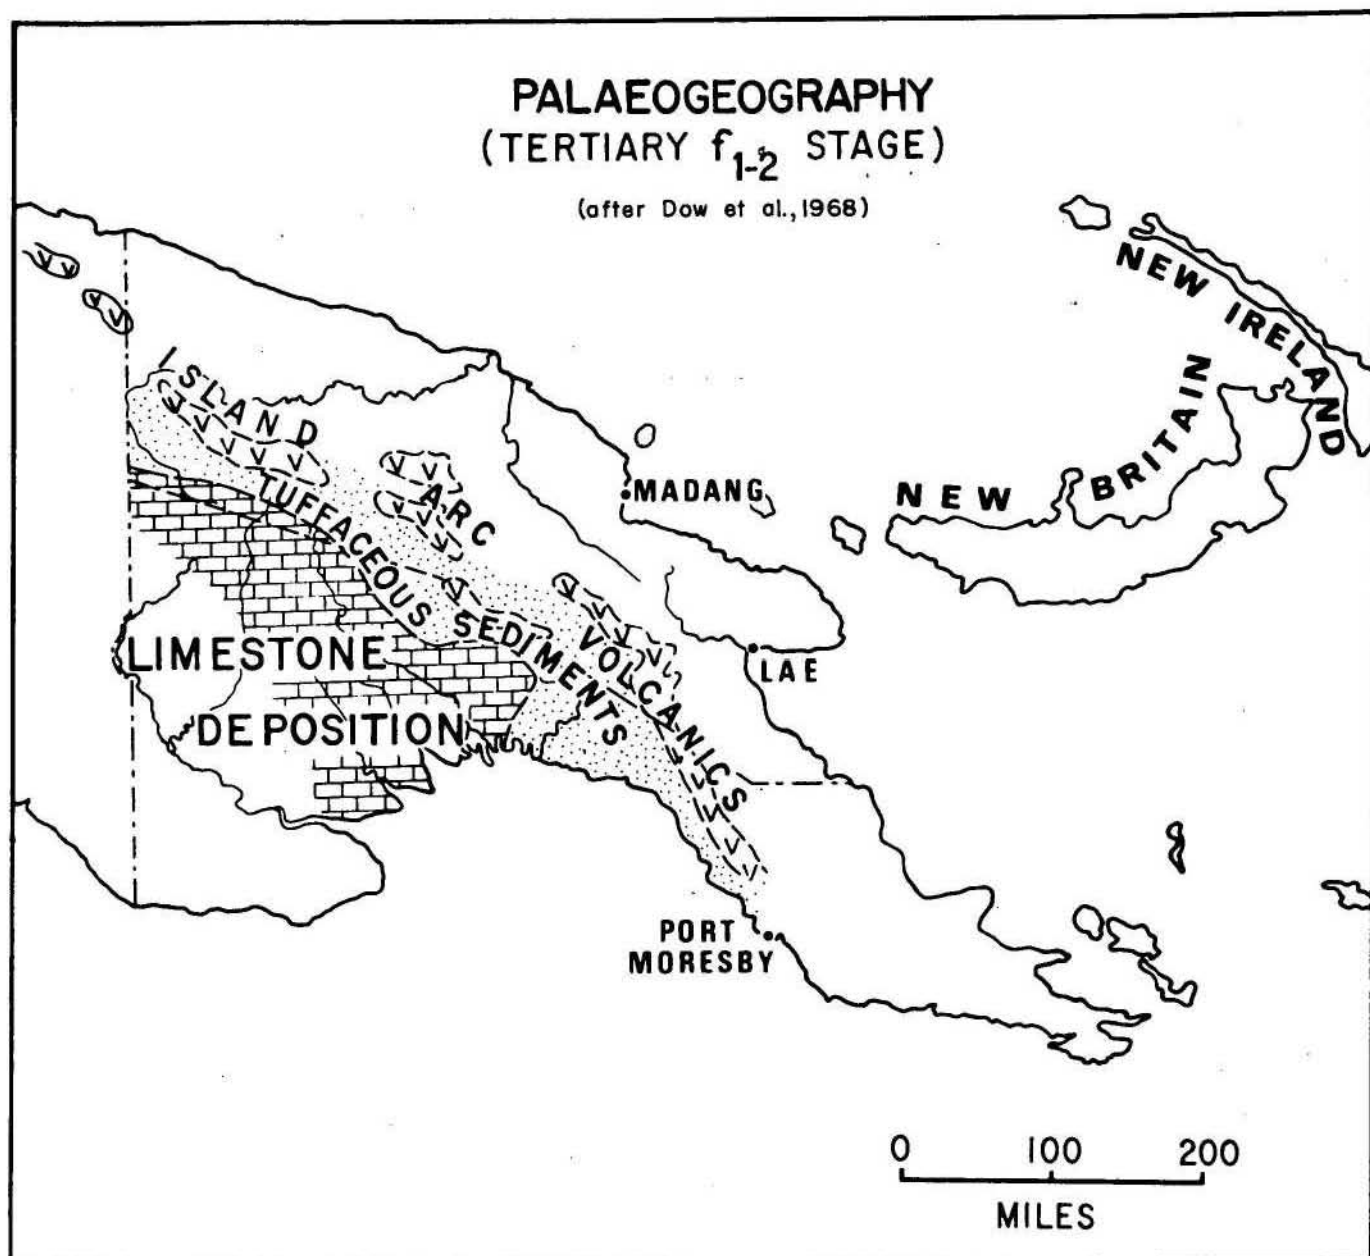 PALAEOGEOGRAPHY
(TERTIARY f1-2 STAGE)
(after Dow et al., 1968)
NEW IRELAND
NEW BRITAIN
ISLAND ARC VOLCANICS
MADANG
TUFFACEOUS SEDIMENTS
LIMESTONE
DEPOSITION
LAE
PORT
MORESBY
0 100 200
MILES